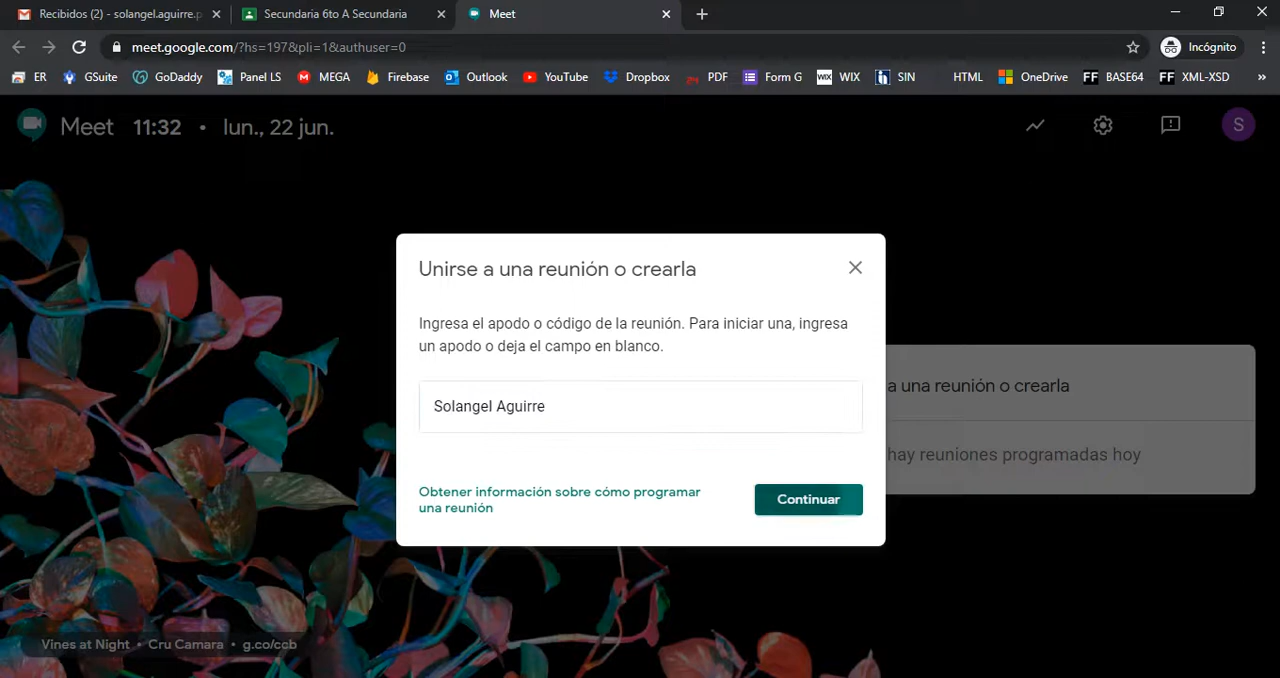 Recibidos (2) - solangel.aguirre.p
Secundaria 6to A Secundaria
Meet
meet.google.com/?hs=197&pli=1&authuser=0
Incógnito
ER
GSuite
GoDaddy
Panel LS
MEGA
Firebase
Outlook
YouTube
Dropbox
PDF
Form G
WIX
WIX
SIN
HTML
OneDrive
FF BASE64
FF XML-XSD
»
Meet 11:32 • lun., 22 jun.
S
Unirse a una reunión o crearla
Ingresa el apodo o código de la reunión. Para iniciar una, ingresa
un apodo o deja el campo en blanco.
Solangel Aguirre
Obtener información sobre cómo programar
una reunión
Continuar
a una reunión o crearla
hay reuniones programadas hoy
Vines at Night • Cru Camara • g.co/ccb